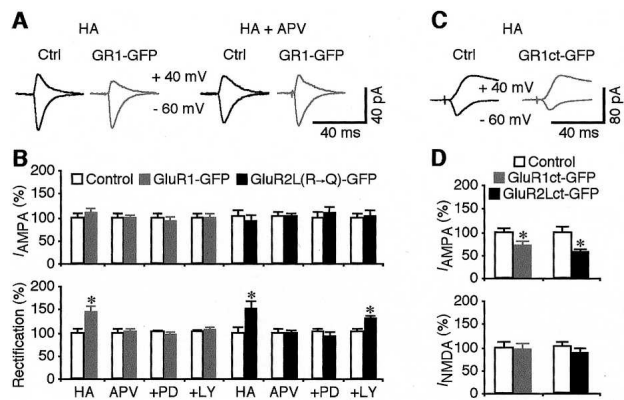 A
HA
HA + APV
Ctrl
GR1-GFP
Ctrl
GR1-GFP
+ 40 mV
- 60 mV
40 pA
40 ms
C
HA
Ctrl
GR1ct-GFP
+ 40 mV
- 60 mV
80 pA
40 ms
B
Control
GluR1-GFP
GluR2L(R→Q)-GFP
IAMPA (%)
200
150
100
50
0
Rectification (%)
200
150
100
50
0
*
*
*
HA
APV
+PD
+LY
HA
APV
+PD
+LY
D
Control
GluR1ct-GFP
GluR2Lct-GFP
IAMPA (%)
200
150
100
50
0
*
*
INMDA (%)
200
150
100
50
0